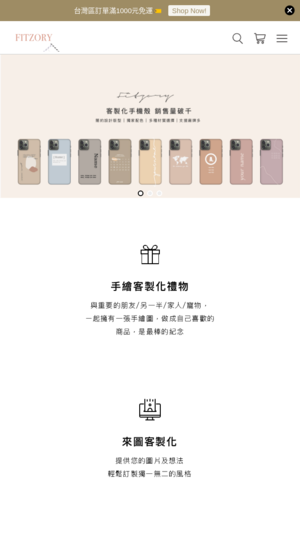 台灣區訂單滿1000元免運
Shop Now!
FITZORY
Fitzory
客製化手機殼 銷售量破千
手繪客製化禮物
與重要的朋友/另一半/家人/寵物，
一起擁有一張手繪圖，做成自己喜歡的
商品，是最棒的紀念
來圖客製化
提供您的圖片及想法
輕鬆訂製獨一無二的風格